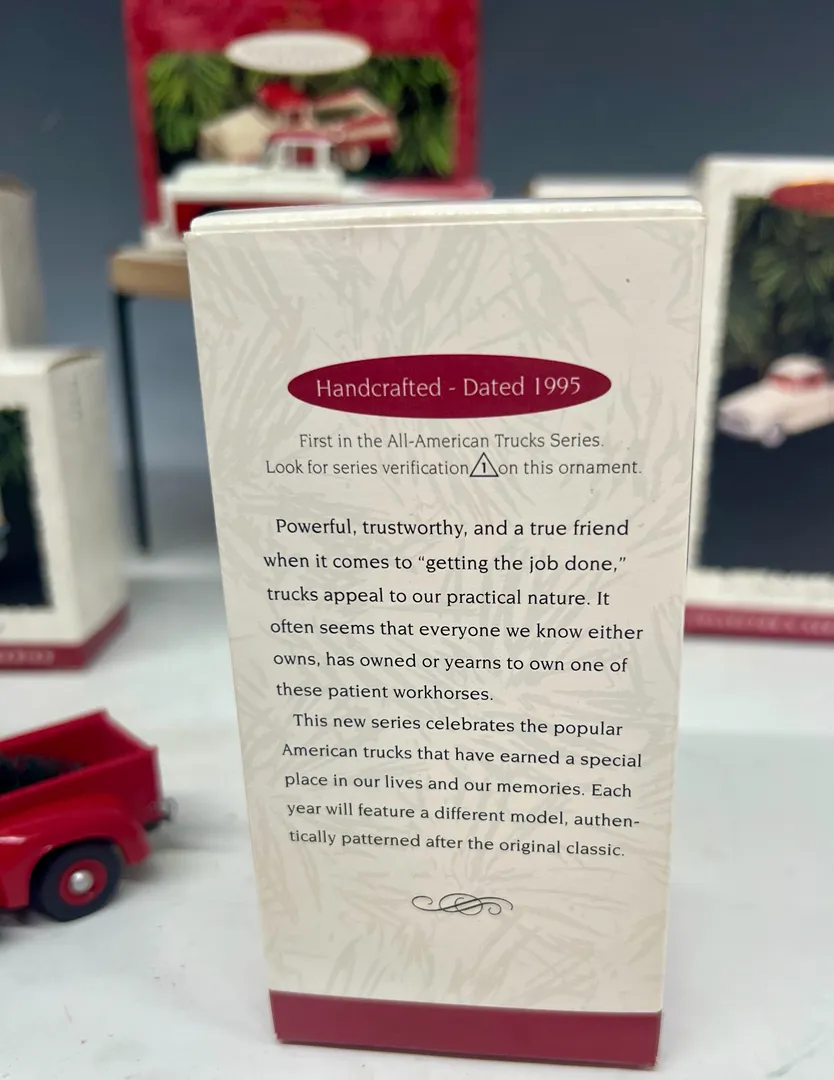 Handcrafted - Dated 1995
First in the All-American Trucks Series.
Look for series verification 1 on this ornament.
Powerful, trustworthy, and a true friend
when it comes to “getting the job done,”
trucks appeal to our practical nature. It
often seems that everyone we know either
owns, has owned or yearns to own one of
these patient workhorses.
This new series celebrates the popular
American trucks that have earned a special
place in our lives and our memories. Each
year will feature a different model, authen-
tically patterned after the original classic.